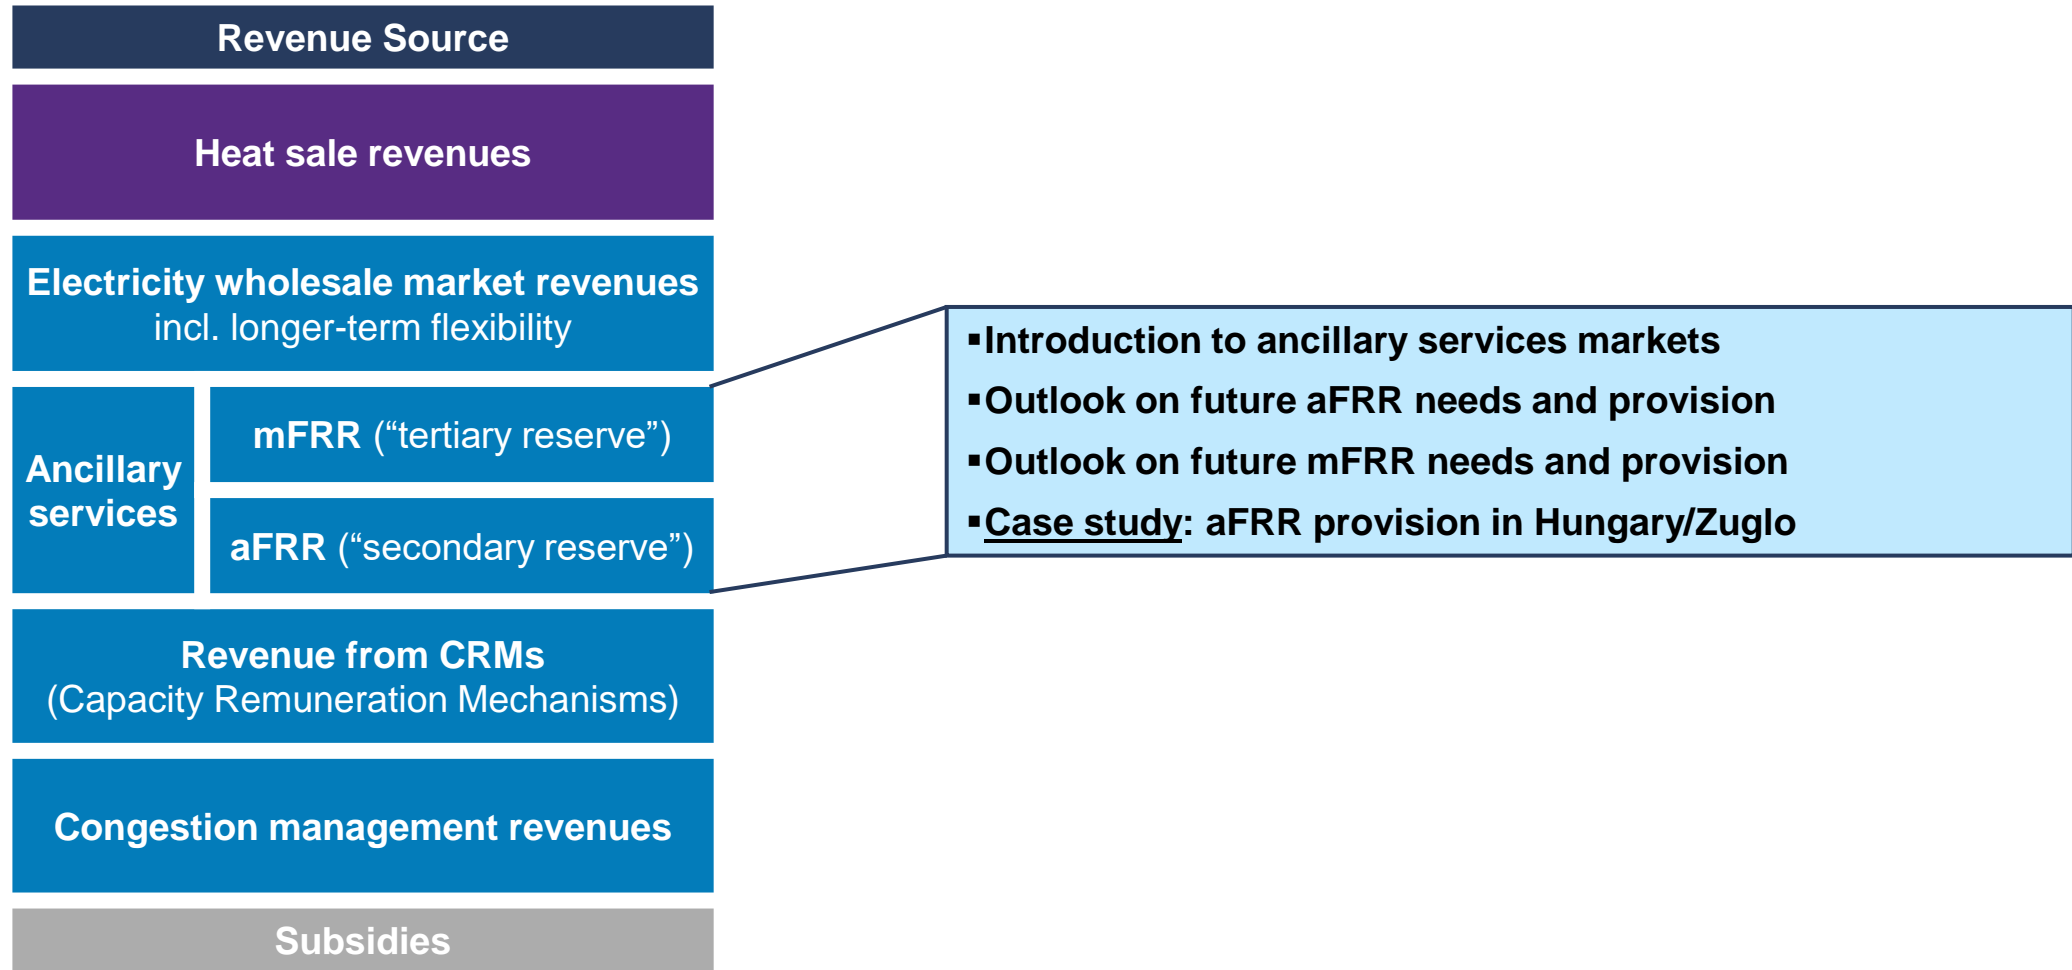 Revenue Source
Heat sale revenues
Electricity wholesale market revenues
incl. longer-term flexibility
Ancillary
services
mFRR (“tertiary reserve”)
aFRR (“secondary reserve”)
Revenue from CRMs
(Capacity Remuneration Mechanisms)
Congestion management revenues
Subsidies
▪Introduction to ancillary services markets
▪Outlook on future aFRR needs and provision
▪Outlook on future mFRR needs and provision
▪Case study: aFRR provision in Hungary/Zuglo